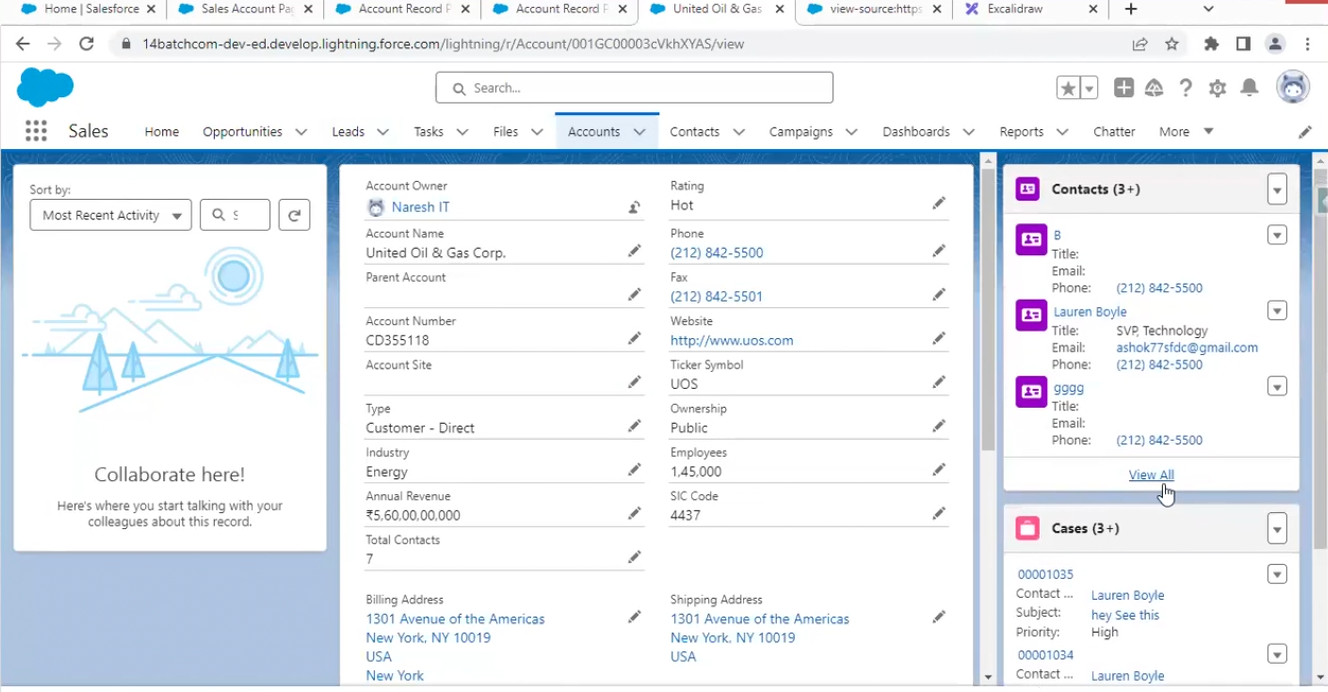 Home | Salesforce
Sales Account Pa
Account Record P
Account Record P
United Oil & Gas
view-source:https
Excalidraw
14batchcom-dev-ed.develop.lightning.force.com/lightning/r/Account/001GC00003cVkhXYAS/view
Search...
Sales
Home
Opportunities
Leads
Tasks
Files
Accounts
Contacts
Campaigns
Dashboards
Reports
Chatter
More
Sort by:
Most Recent Activity
S
Collaborate here!
Here's where you start talking with your
colleagues about this record.
Account Owner
Naresh IT
Account Name
United Oil & Gas Corp.
Parent Account
Account Number
CD355118
Account Site
Type
Customer - Direct
Industry
Energy
Annual Revenue
₹5,60,00,00,000
Total Contacts
7
Billing Address
1301 Avenue of the Americas
New York, NY 10019
USA
New York
Rating
Hot
Phone
(212) 842-5500
Fax
(212) 842-5501
Website
http://www.uos.com
Ticker Symbol
UOS
Ownership
Public
Employees
1,45,000
SIC Code
4437
Shipping Address
1301 Avenue of the Americas
New York, NY 10019
USA
Contacts (3+)
B
Title:
Email:
Phone: (212) 842-5500
Lauren Boyle
Title: SVP, Technology
Email: ashok77sfdc@gmail.com
Phone: (212) 842-5500
gggg
Title:
Email:
Phone: (212) 842-5500
View All
Cases (3+)
00001035
Contact ... Lauren Boyle
Subject: hey See this
Priority: High
00001034
Contact ... Lauren Boyle